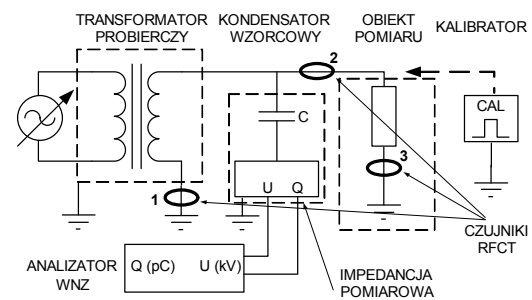 TRANSFORMATOR PROBIERCZY
KONDENSATOR WZORCOWY
OBIEKT POMIARU
KALIBRATOR
2
C
CAL
3
U Q
1
CZUJNIKI RFCT
ANALIZATOR WNZ
Q (pC) U (kV)
IMPEDANCJA POMIAROWA